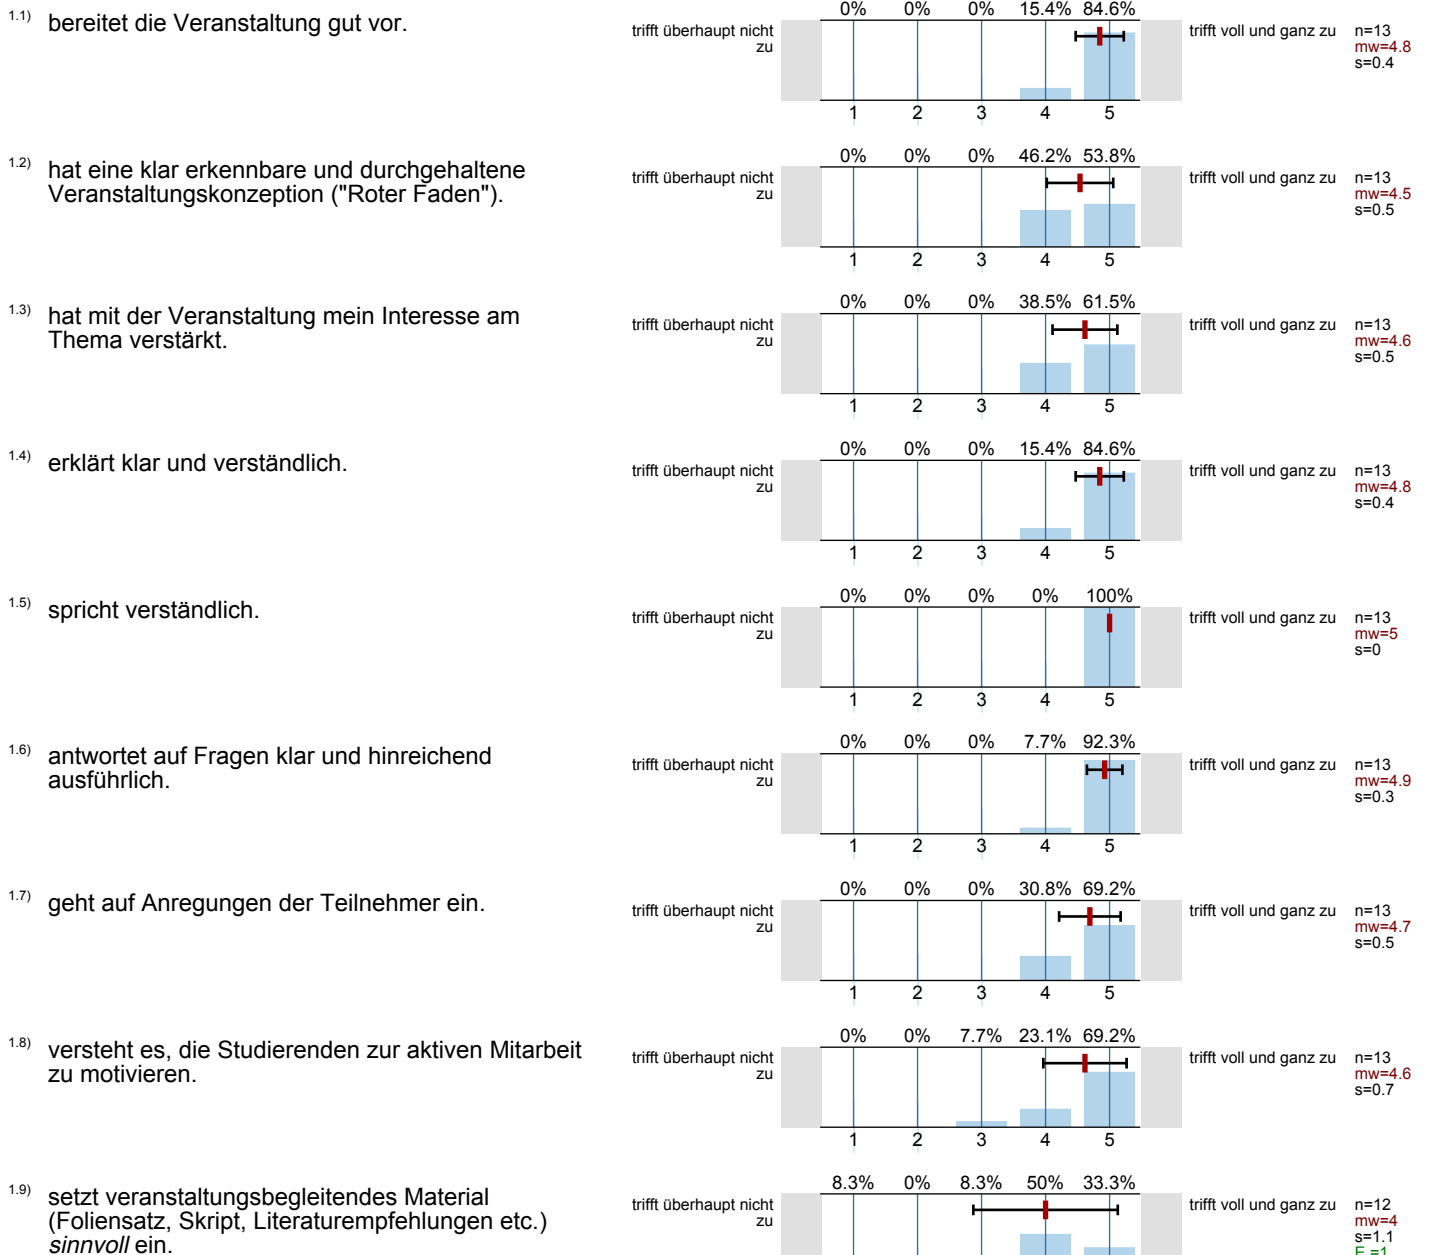 1.1) bereitet die Veranstaltung gut vor.
0% 0% 0% 15.4% 84.6%
trifft überhaupt nicht
zu
trifft voll und ganz zu
n=13
mw=4.8
s=0.4
1 2 3 4 5
1.2) hat eine klar erkennbare und durchgehaltene
Veranstaltungskonzeption ("Roter Faden").
0% 0% 0% 46.2% 53.8%
trifft überhaupt nicht
zu
trifft voll und ganz zu
n=13
mw=4.5
s=0.5
1 2 3 4 5
1.3) hat mit der Veranstaltung mein Interesse am
Thema verstärkt.
0% 0% 0% 38.5% 61.5%
trifft überhaupt nicht
zu
trifft voll und ganz zu
n=13
mw=4.6
s=0.5
1 2 3 4 5
1.4) erklärt klar und verständlich.
0% 0% 0% 15.4% 84.6%
trifft überhaupt nicht
zu
trifft voll und ganz zu
n=13
mw=4.8
s=0.4
1 2 3 4 5
1.5) spricht verständlich.
0% 0% 0% 0% 100%
trifft überhaupt nicht
zu
trifft voll und ganz zu
n=13
mw=5
s=0
1 2 3 4 5
1.6) antwortet auf Fragen klar und hinreichend
ausführlich.
0% 0% 0% 7.7% 92.3%
trifft überhaupt nicht
zu
trifft voll und ganz zu
n=13
mw=4.9
s=0.3
1 2 3 4 5
1.7) geht auf Anregungen der Teilnehmer ein.
0% 0% 0% 30.8% 69.2%
trifft überhaupt nicht
zu
trifft voll und ganz zu
n=13
mw=4.7
s=0.5
1 2 3 4 5
1.8) versteht es, die Studierenden zur aktiven Mitarbeit
zu motivieren.
0% 0% 7.7% 23.1% 69.2%
trifft überhaupt nicht
zu
trifft voll und ganz zu
n=13
mw=4.6
s=0.7
1 2 3 4 5
1.9) setzt veranstaltungsbegleitendes Material
(Foliensatz, Skript, Literaturempfehlungen etc.)
sinnvoll ein.
8.3% 0% 8.3% 50% 33.3%
trifft überhaupt nicht
zu
trifft voll und ganz zu
n=12
mw=4
s=1.1